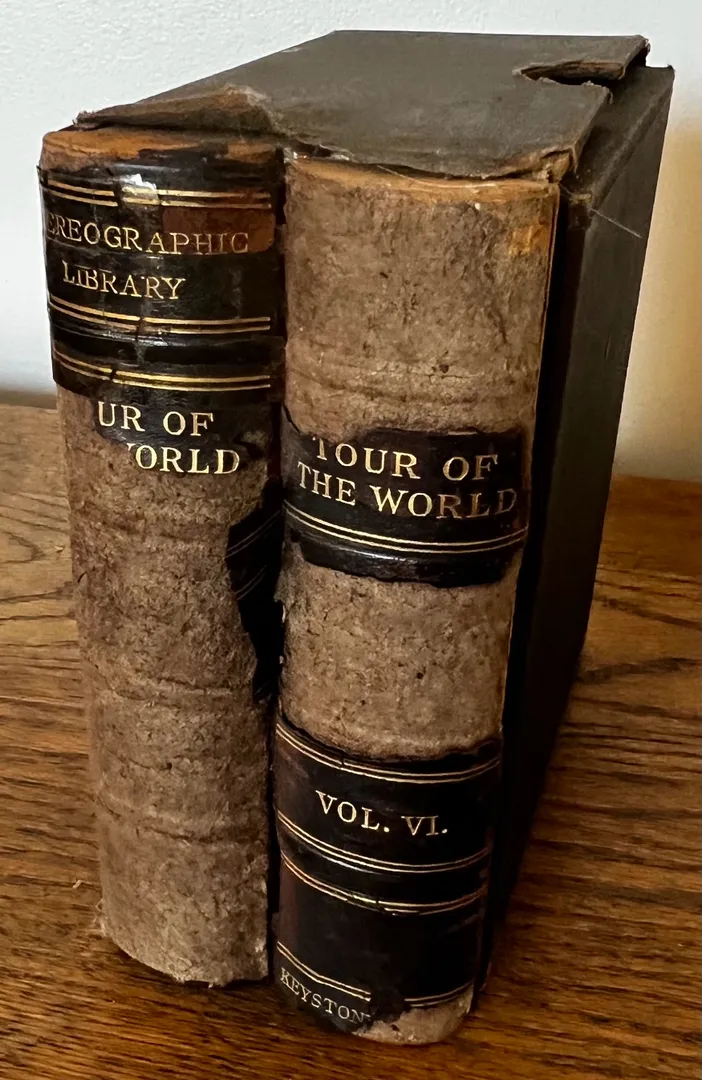 EREOGRAPHIC
LIBRARY
UR OF
ORLD
TOUR OF
THE WORLD
VOL. VI.
KEYSTON